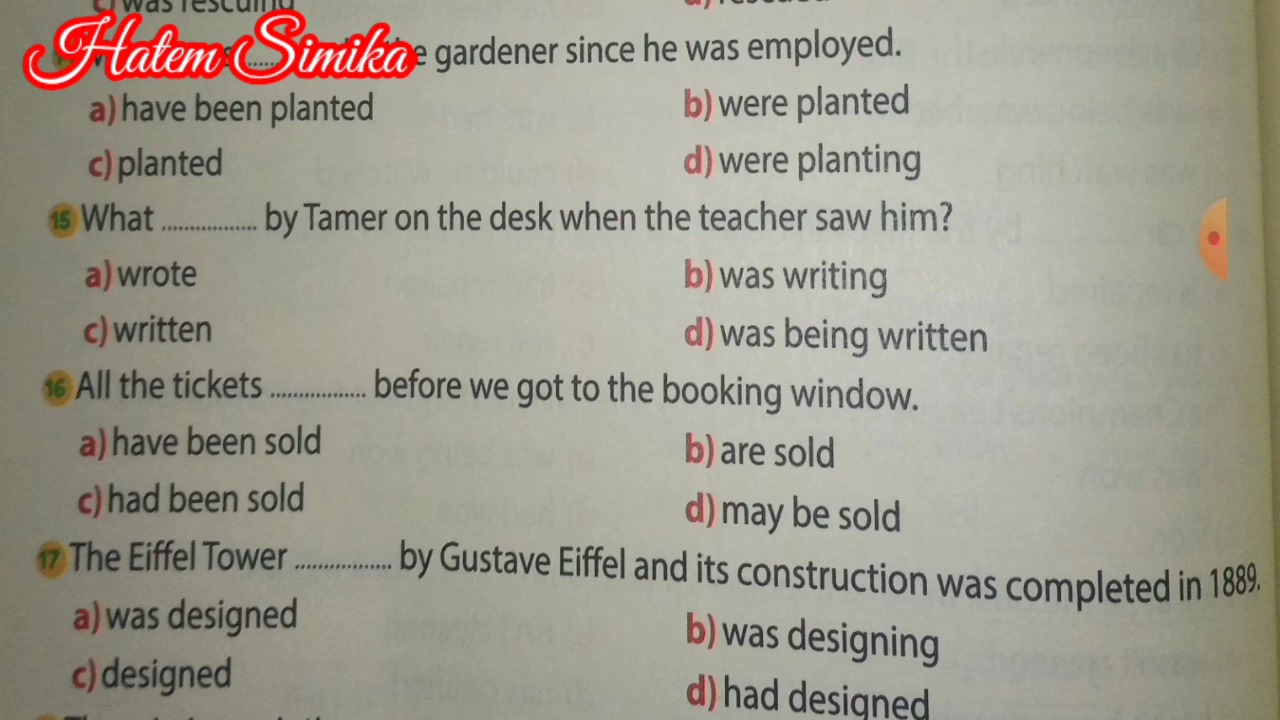 c) was rescuing
Hatem Simika
e gardener since he was employed.
a) have been planted
b) were planted
c) planted
d) were planting
15 What ................. by Tamer on the desk when the teacher saw him?
a) wrote
b) was writing
c) written
d) was being written
16 All the tickets ................. before we got to the booking window.
a) have been sold
b) are sold
c) had been sold
d) may be sold
17 The Eiffel Tower ................. by Gustave Eiffel and its construction was completed in 1889.
a) was designed
b) was designing
c) designed
d) had designed